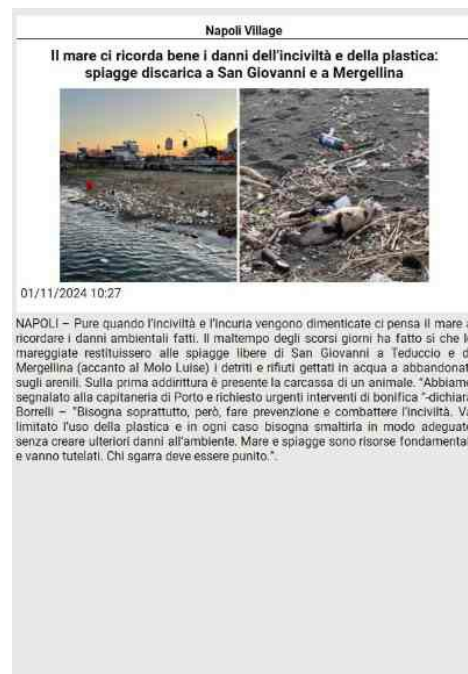 Napoli Village
Il mare ci ricorda bene i danni dell'inciviltà e della plastica:
spiagge discarica a San Giovanni e a Mergellina
01/11/2024 10:27
NAPOLI – Pure quando l'inciviltà e l'incuria vengono dimenticate ci pensa il mare a
ricordare i danni ambientali fatti. Il maltempo degli scorsi giorni ha fatto sì che le
mareggiate restituissero alle spiagge libere di San Giovanni a Teduccio e di
Mergellina (accanto al Molo Luise) i detriti e rifiuti gettati in acqua a abbandonat
sugli arenili. Sulla prima addirittura è presente la carcassa di un animale. "Abbiamo
segnalato alla capitaneria di Porto e richiesto urgenti interventi di bonifica "-dichiara
Borrelli – "Bisogna soprattutto, però, fare prevenzione e combattere l'inciviltà. Va
limitato l'uso della plastica e in ogni caso bisogna smaltirla in modo adeguato
senza creare ulteriori danni all'ambiente. Mare e spiagge sono risorse fondamental
e vanno tutelati. Chi sgarra deve essere punito.".